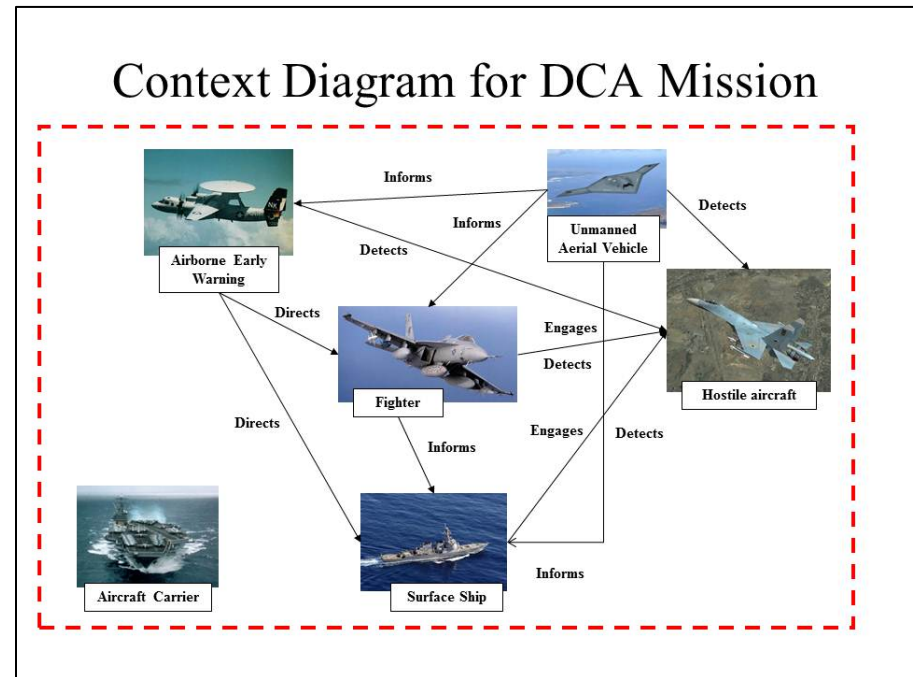 Context Diagram for DCA Mission
NK
Informs
Informs
Detects
Unmanned
Aerial Vehicle
Airborne Early
Warning
Detects
Directs
Engages
Detects
Fighter
Hostile aircraft
Directs
Informs
Engages
Detects
Aircraft Carrier
Surface Ship
Informs